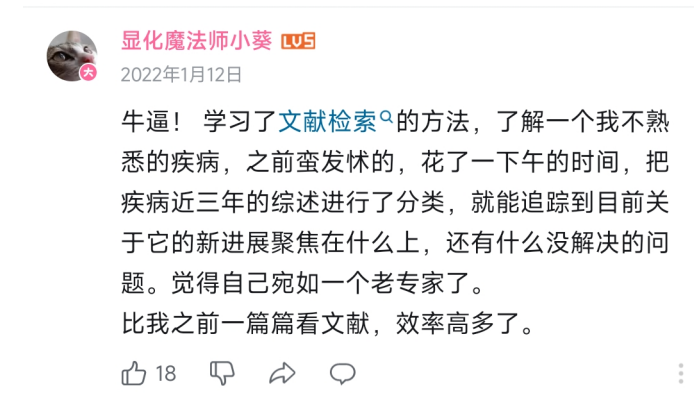 显化魔法师小葵 LV5
大
2022年1月12日
牛逼！ 学习了文献检索的方法，了解一个我不熟
悉的疾病，之前蛮发怵的，花了一下午的时间，把
疾病近三年的综述进行了分类，就能追踪到目前关
于它的新进展聚焦在什么上，还有什么没解决的问
题。觉得自己宛如一个老专家了。
比我之前一篇篇看文献，效率高多了。
18